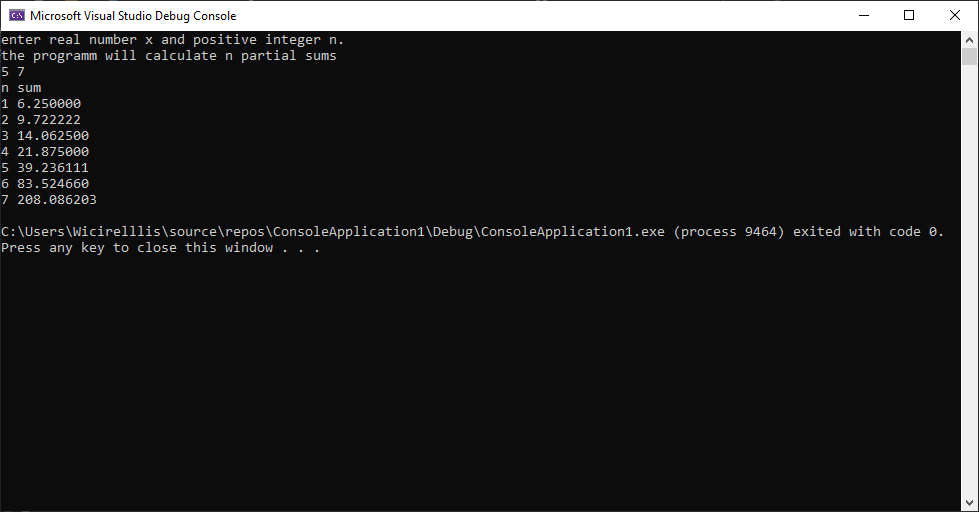 Microsoft Visual Studio Debug Console
enter real number x and positive integer n.
the programm will calculate n partial sums
5 7
n sum
1 6.250000
2 9.722222
3 14.062500
4 21.875000
5 39.236111
6 83.524660
7 208.086203
C:\Users\Wicirelllis\source\repos\ConsoleApplication1\Debug\ConsoleApplication1.exe (process 9464) exited with code 0.
Press any key to close this window . . .